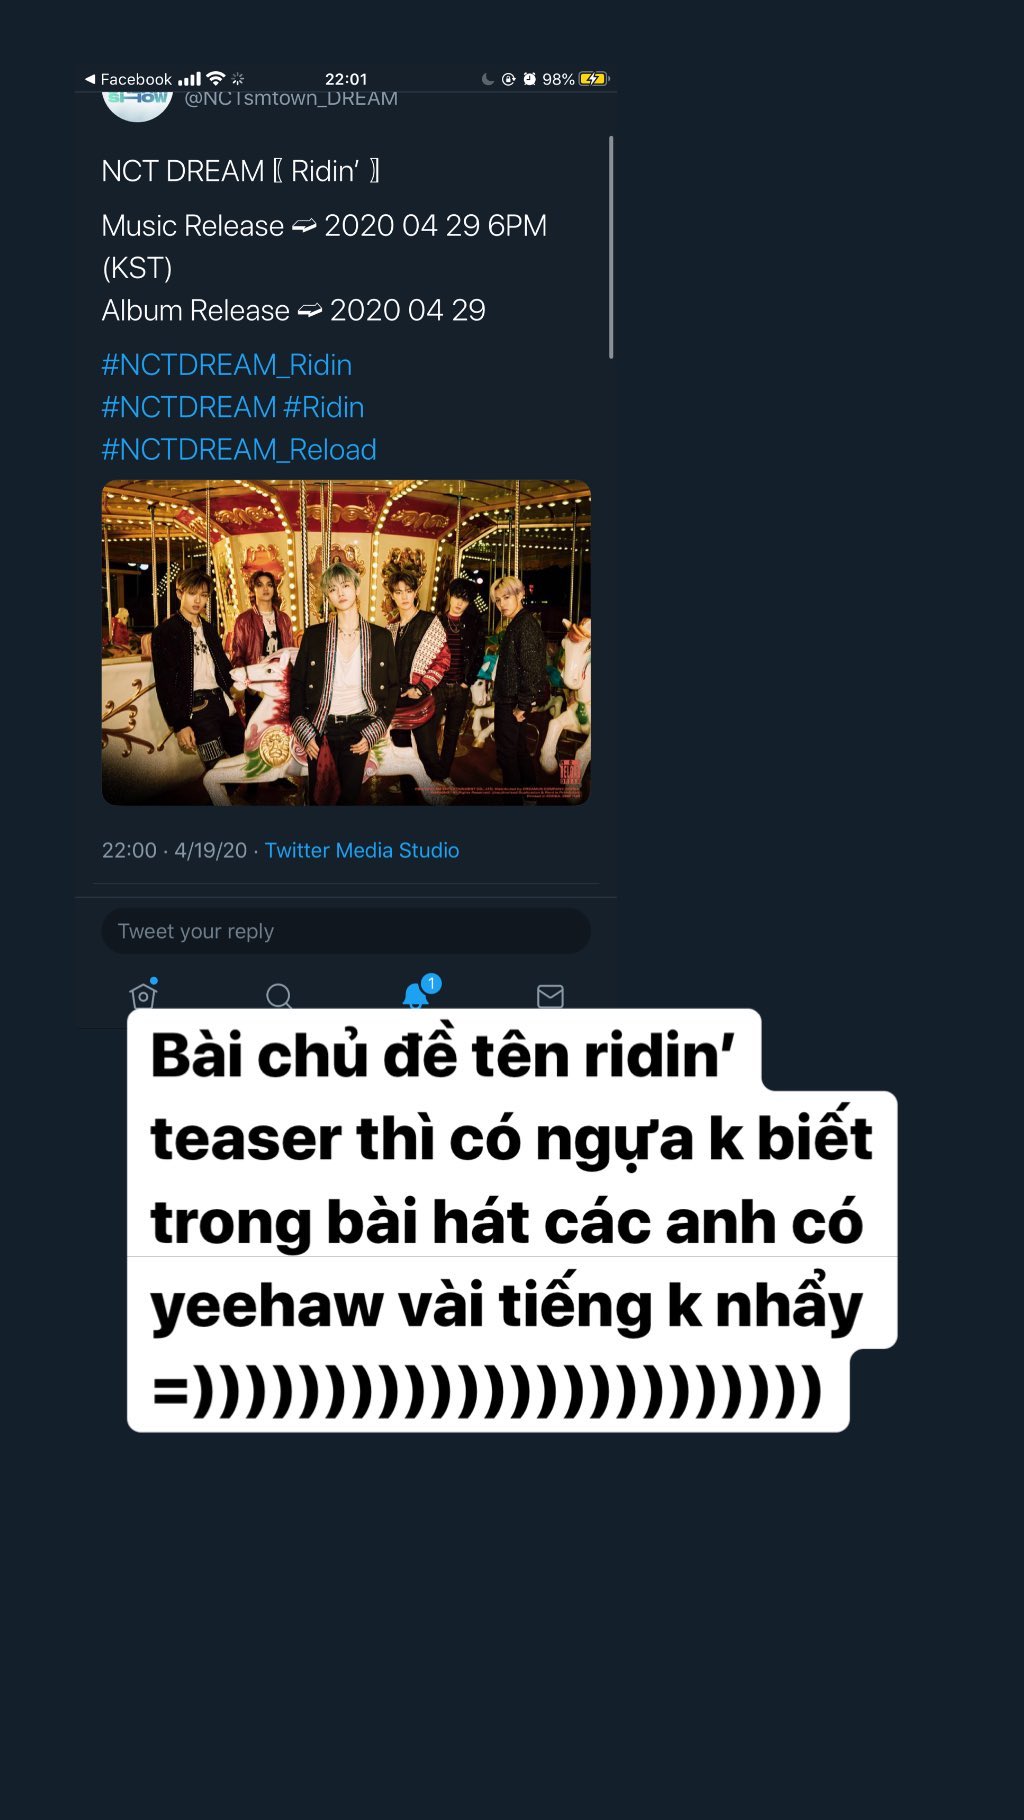 ◀ Facebook 22:01 98%
SHOW @NCTsmtown_DREAM
NCT DREAM 〖 Ridin’ 〗
Music Release ➫ 2020 04 29 6PM
(KST)
Album Release ➫ 2020 04 29
#NCTDREAM_Ridin
#NCTDREAM #Ridin
#NCTDREAM_Reload
22:00 · 4/19/20 · Twitter Media Studio
Tweet your reply
1
Bài chủ đề tên ridin’
teaser thì có ngựa k biết
trong bài hát các anh có
yeehaw vài tiếng k nhẩy
=))))))))))))))))))))))))